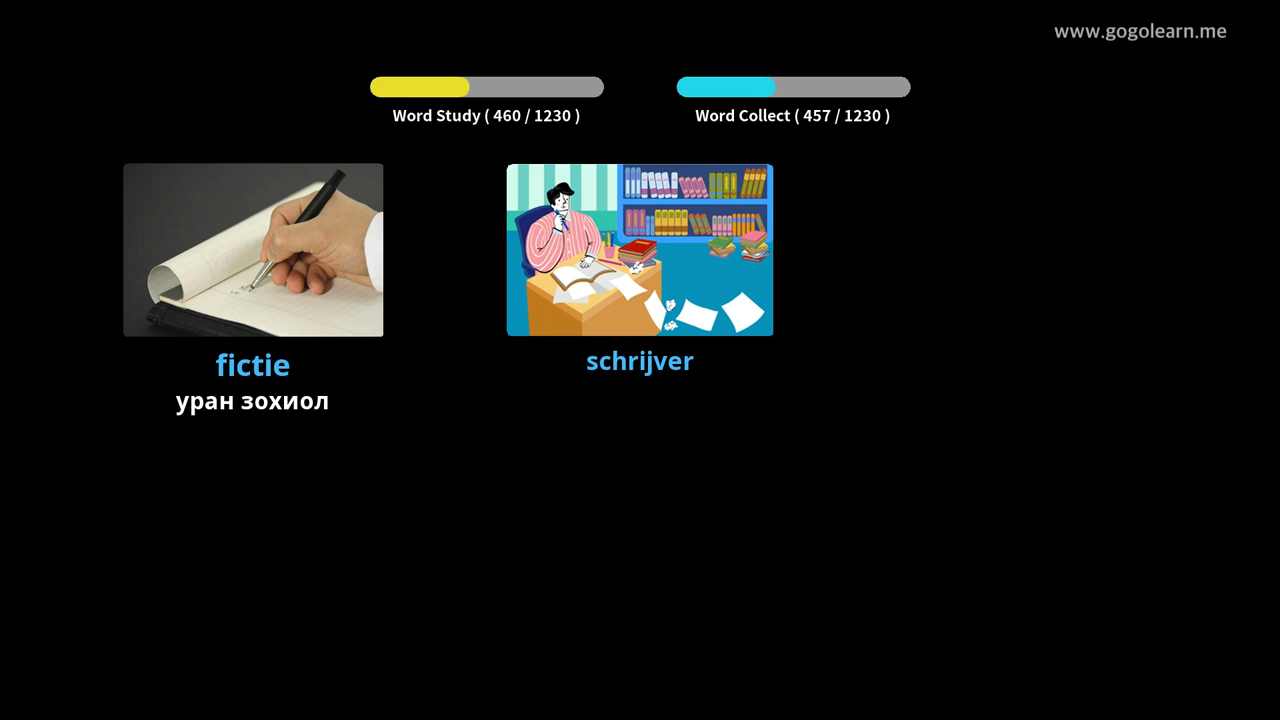 www.gogolearn.me
Word Study ( 460 / 1230 )
Word Collect ( 457 / 1230 )
fictie
уран зохиол
schrijver